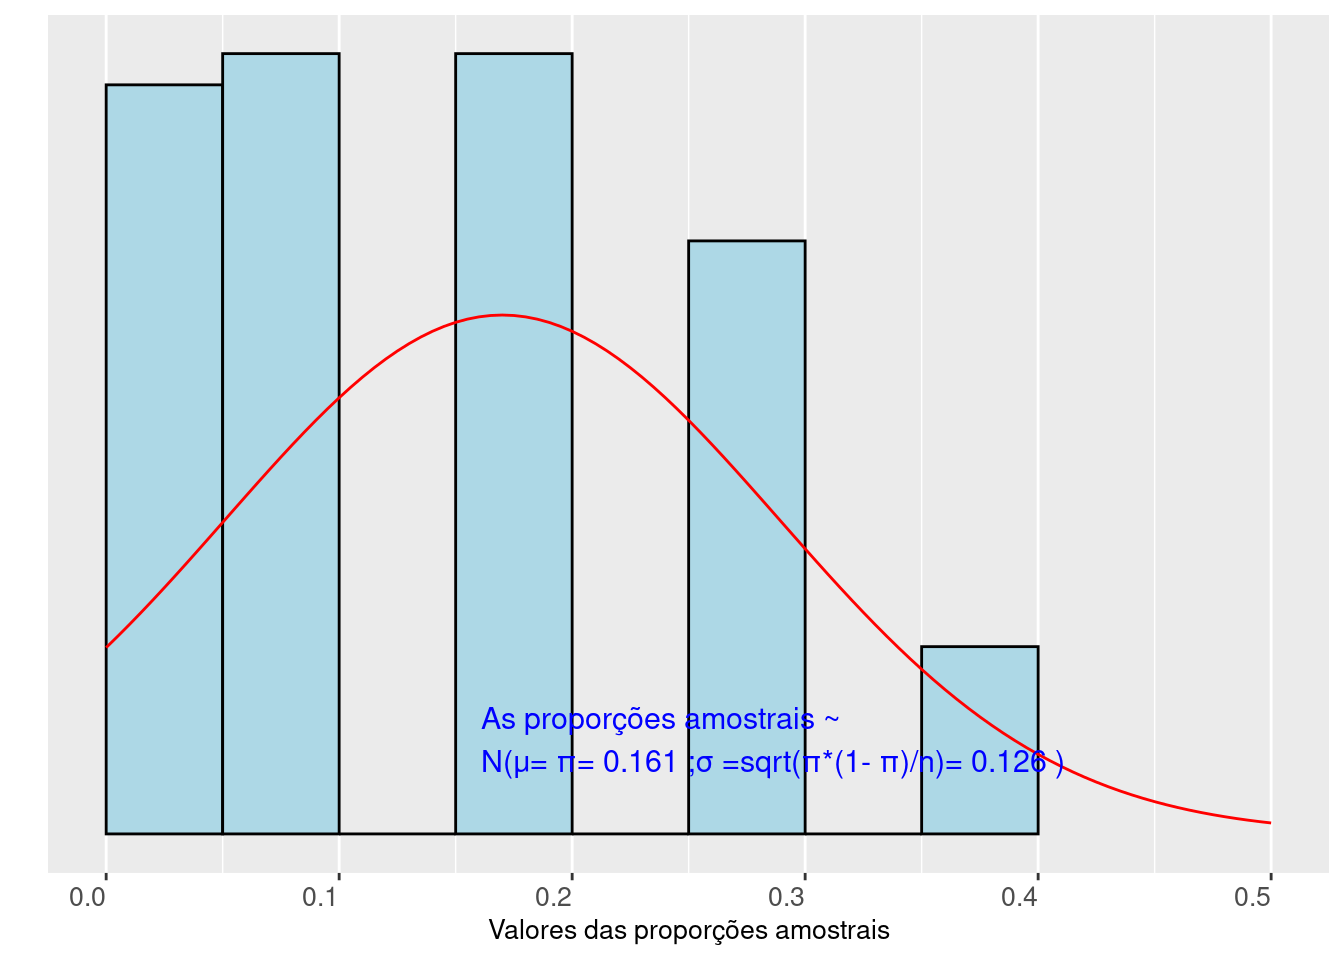 As proporções amostrais ~
N(μ= π= 0.161 ;σ =sqrt(π*(1- π)/n)= 0.126 )
0.0 0.1 0.2 0.3 0.4 0.5
Valores das proporções amostrais